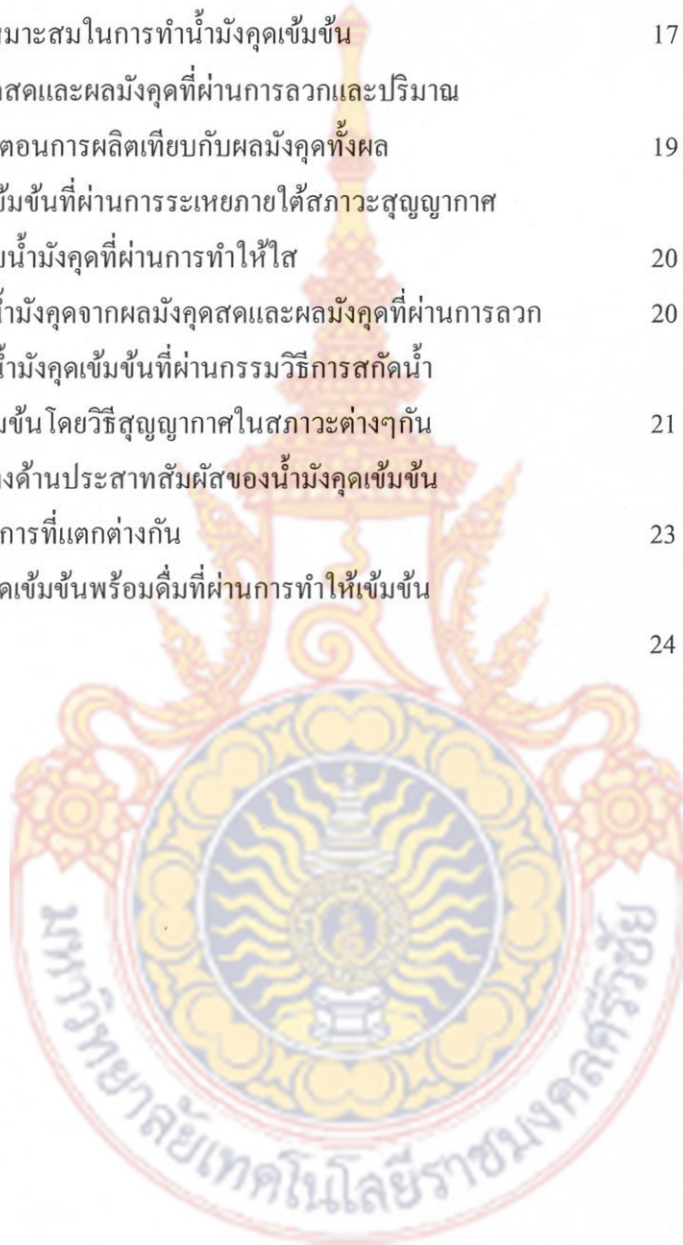 หมาะสมในการทำน้ำมังคุดเข้มข้น 17
ดสดและผลมังคุดที่ผ่านการลวกและปริมาณ
ตอนการผลิตเทียบกับผลมังคุดทั้งผล 19
ข้มข้นที่ผ่านการระเหยภายใต้สภาวะสุญญากาศ
บน้ำมังคุดที่ผ่านการทำให้ใส 20
น้ำมังคุดจากผลมังคุดสดและผลมังคุดที่ผ่านการลวก 20
น้ำมังคุดเข้มข้นที่ผ่านกรรมวิธีการสกัดน้ำ
มข้นโดยวิธีสุญญากาศในสภาวะต่างๆกัน 21
งด้านประสาทสัมผัสของน้ำมังคุดเข้มข้น
การที่แตกต่างกัน 23
ดเข้มข้นพร้อมดื่มที่ผ่านการทำให้เข้มข้น
24
มหาวิทยาลัยเทคโนโลยีราชมงคลศรีวิชัย